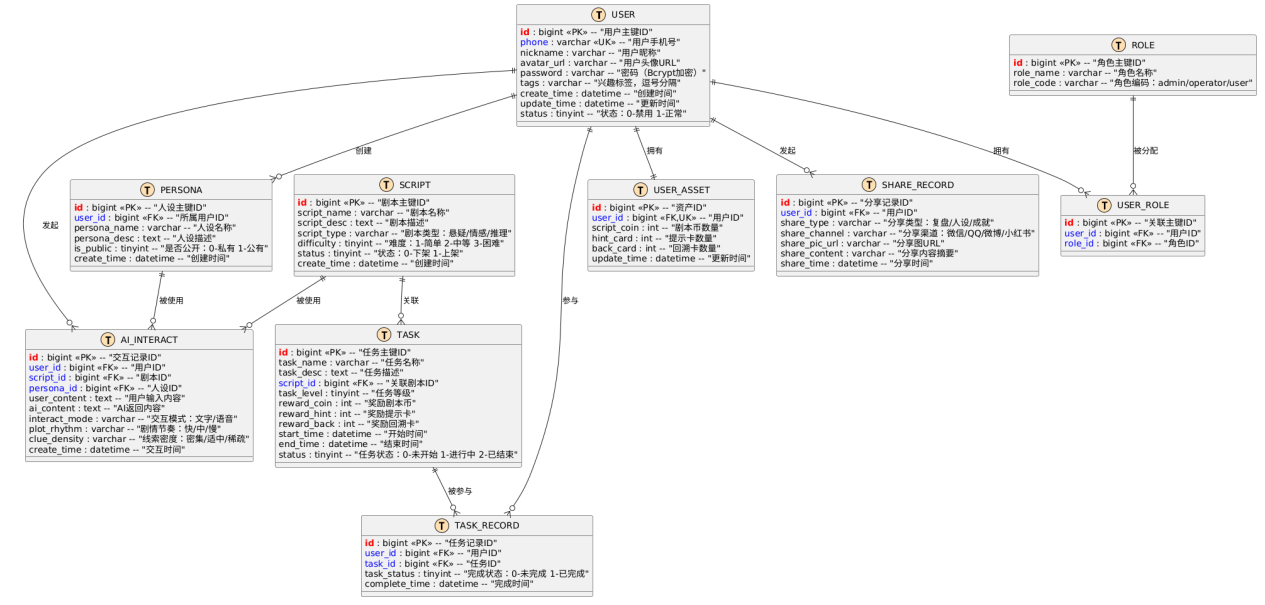 T USER
id : bigint «PK» -- "用户主键ID"
phone : varchar «UK» -- "用户手机号"
nickname : varchar -- "用户昵称"
avatar_url : varchar -- "用户头像URL"
password : varchar -- "密码（Bcrypt加密）"
tags : varchar -- "兴趣标签，逗号分隔"
create_time : datetime -- "创建时间"
update_time : datetime -- "更新时间"
status : tinyint -- "状态：0-禁用 1-正常"
T ROLE
id : bigint «PK» -- "角色主键ID"
role_name : varchar -- "角色名称"
role_code : varchar -- "角色编码：admin/operator/user"
创建
拥有
发起
拥有
被分配
T PERSONA
id : bigint «PK» -- "人设主键ID"
user_id : bigint «FK» -- "所属用户ID"
persona_name : varchar -- "人设名称"
persona_desc : text -- "人设描述"
is_public : tinyint -- "是否公开：0-私有 1-公有"
create_time : datetime -- "创建时间"
T SCRIPT
id : bigint «PK» -- "剧本主键ID"
script_name : varchar -- "剧本名称"
script_desc : text -- "剧本描述"
script_type : varchar -- "剧本类型：悬疑/情感/推理"
difficulty : tinyint -- "难度：1-简单 2-中等 3-困难"
status : tinyint -- "状态：0-下架 1-上架"
create_time : datetime -- "创建时间"
T USER_ASSET
id : bigint «PK» -- "资产ID"
user_id : bigint «FK,UK» -- "用户ID"
script_coin : int -- "剧本币数量"
hint_card : int -- "提示卡数量"
back_card : int -- "回溯卡数量"
update_time : datetime -- "更新时间"
T SHARE_RECORD
id : bigint «PK» -- "分享记录ID"
user_id : bigint «FK» -- "用户ID"
share_type : varchar -- "分享类型：复盘/人设/成就"
share_channel : varchar -- "分享渠道：微信/QQ/微博/小红书"
share_pic_url : varchar -- "分享图URL"
share_content : varchar -- "分享内容摘要"
share_time : datetime -- "分享时间"
T USER_ROLE
id : bigint «PK» -- "关联主键ID"
user_id : bigint «FK» -- "用户ID"
role_id : bigint «FK» -- "角色ID"
发起
被使用
被使用
关联
参与
T AI_INTERACT
id : bigint «PK» -- "交互记录ID"
user_id : bigint «FK» -- "用户ID"
script_id : bigint «FK» -- "剧本ID"
persona_id : bigint «FK» -- "人设ID"
user_content : text -- "用户输入内容"
ai_content : text -- "AI返回内容"
interact_mode : varchar -- "交互模式：文字/语音"
plot_rhythm : varchar -- "剧情节奏：快/中/慢"
clue_density : varchar -- "线索密度：密集/适中/稀疏"
create_time : datetime -- "交互时间"
T TASK
id : bigint «PK» -- "任务主键ID"
task_name : varchar -- "任务名称"
task_desc : text -- "任务描述"
script_id : bigint «FK» -- "关联剧本ID"
task_level : tinyint -- "任务等级"
reward_coin : int -- "奖励剧本币"
reward_hint : int -- "奖励提示卡"
reward_back : int -- "奖励回溯卡"
start_time : datetime -- "开始时间"
end_time : datetime -- "结束时间"
status : tinyint -- "任务状态：0-未开始 1-进行中 2-已结束"
被参与
T TASK_RECORD
id : bigint «PK» -- "任务记录ID"
user_id : bigint «FK» -- "用户ID"
task_id : bigint «FK» -- "任务ID"
task_status : tinyint -- "完成状态：0-未完成 1-已完成"
complete_time : datetime -- "完成时间"